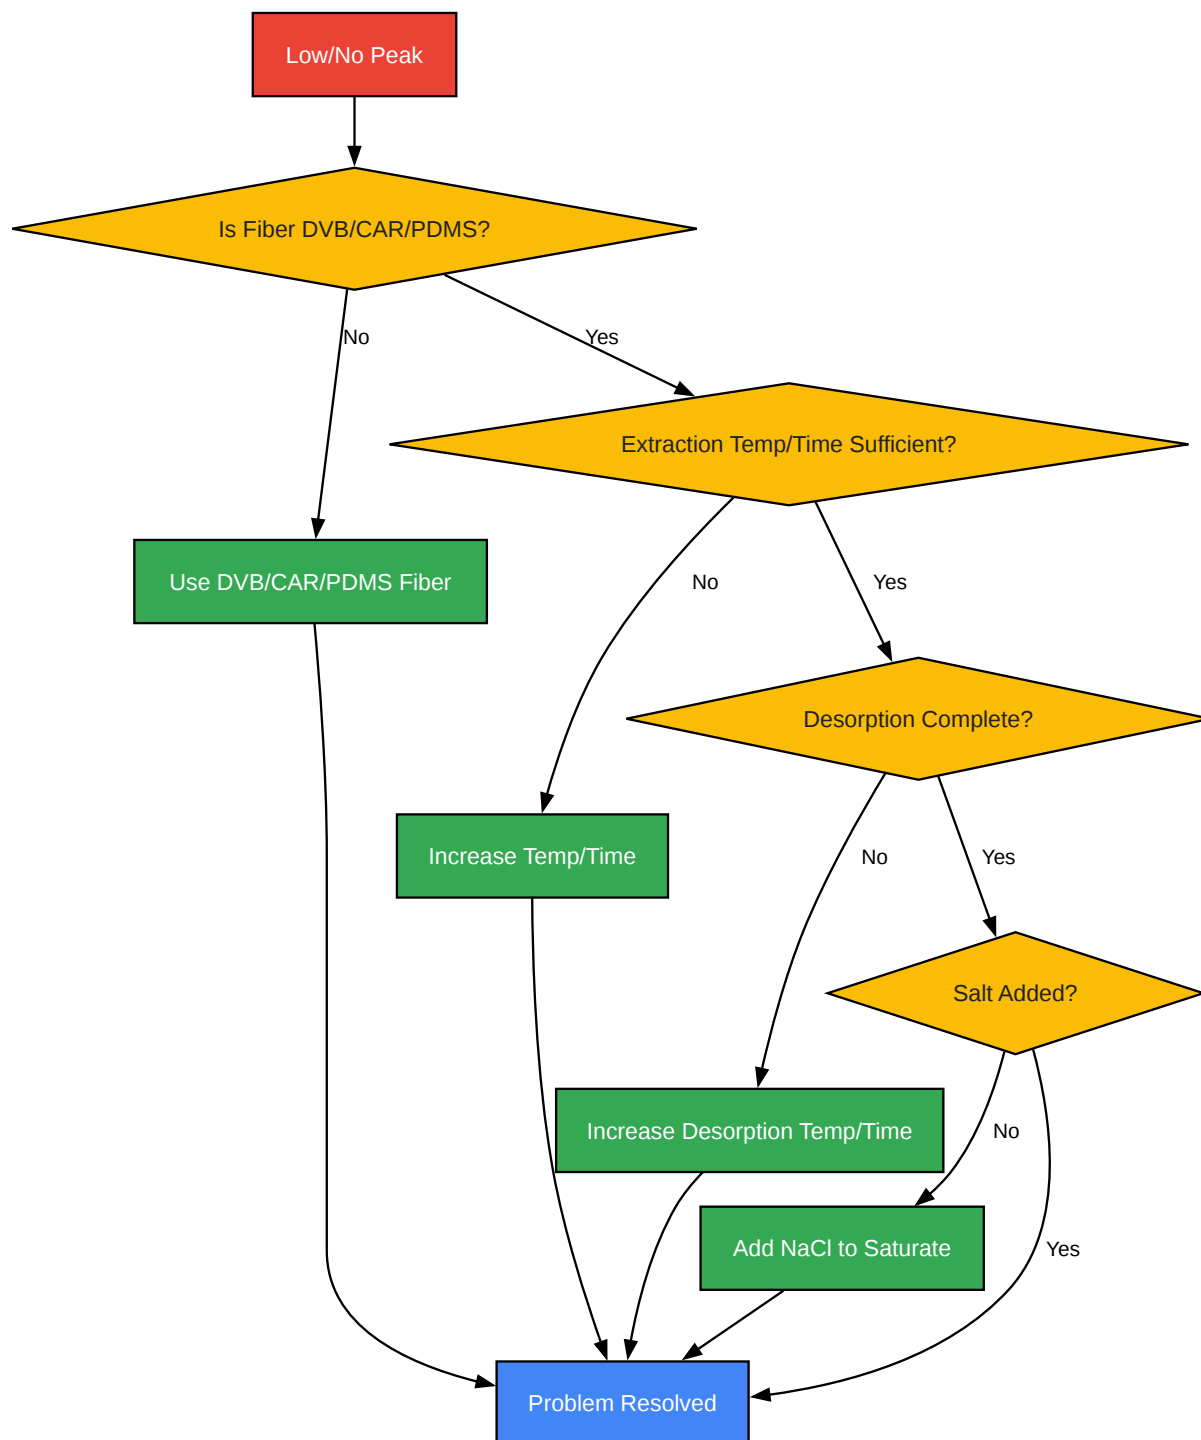 Low/No Peak
Is Fiber DVB/CAR/PDMS?
No
Yes
Extraction Temp/Time Sufficient?
Use DVB/CAR/PDMS Fiber
No
Yes
Desorption Complete?
Increase Temp/Time
No
Yes
Salt Added?
Increase Desorption Temp/Time
No
Add NaCl to Saturate
Yes
Problem Resolved